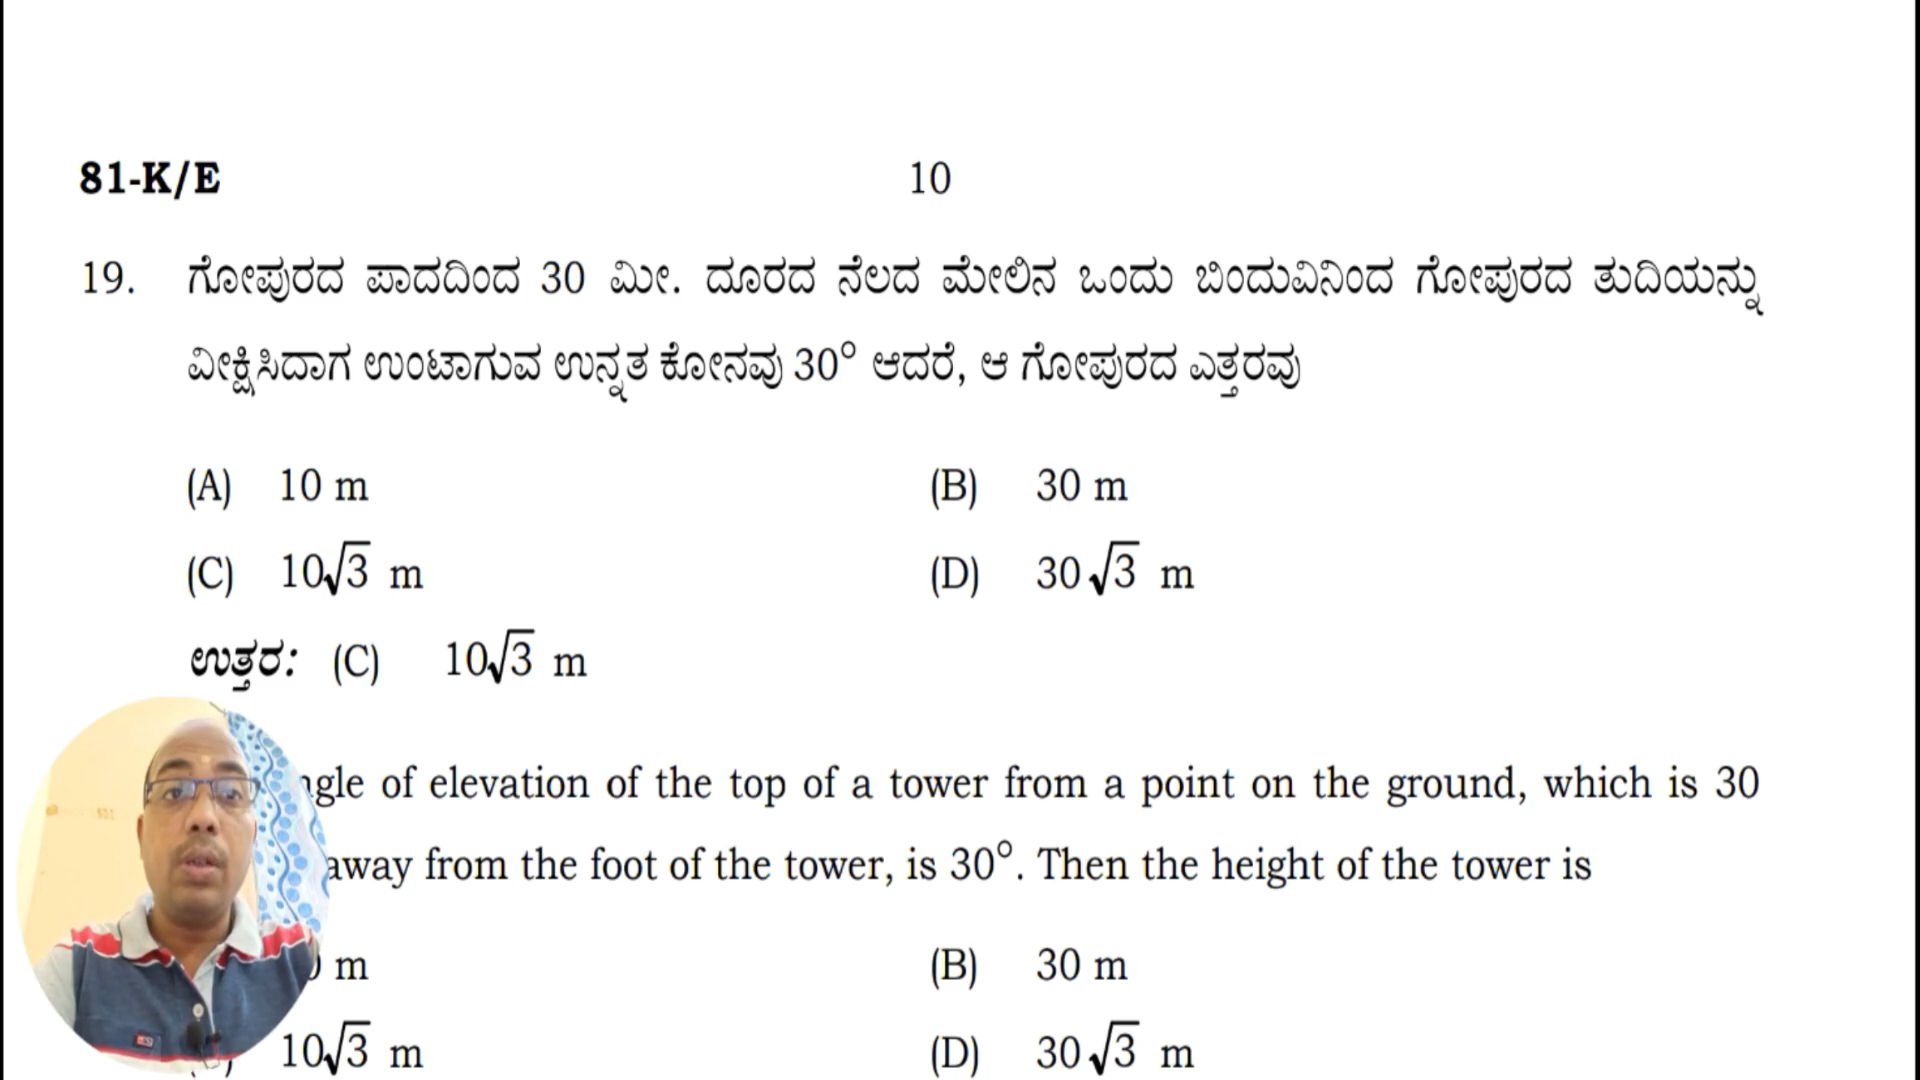 81-K/E 10
19. ಗೋಪುರದ ಪಾದದಿಂದ 30 ಮೀ. ದೂರದ ನೆಲದ ಮೇಲಿನ ಒಂದು ಬಿಂದುವಿನಿಂದ ಗೋಪುರದ ತುದಿಯನ್ನು
ವೀಕ್ಷಿಸಿದಾಗ ಉಂಟಾಗುವ ಉನ್ನತ ಕೋನವು 30° ಆದರೆ, ಆ ಗೋಪುರದ ಎತ್ತರವು
(A) 10 m (B) 30 m
(C) 10√3 m (D) 30√3 m
ಉತ್ತರ: (C) 10√3 m
of elevation of the top of a tower from a point on the ground, which is 30
away from the foot of the tower, is 30°. Then the height of the tower is
m (B) 30 m
10√3 m (D) 30√3 m